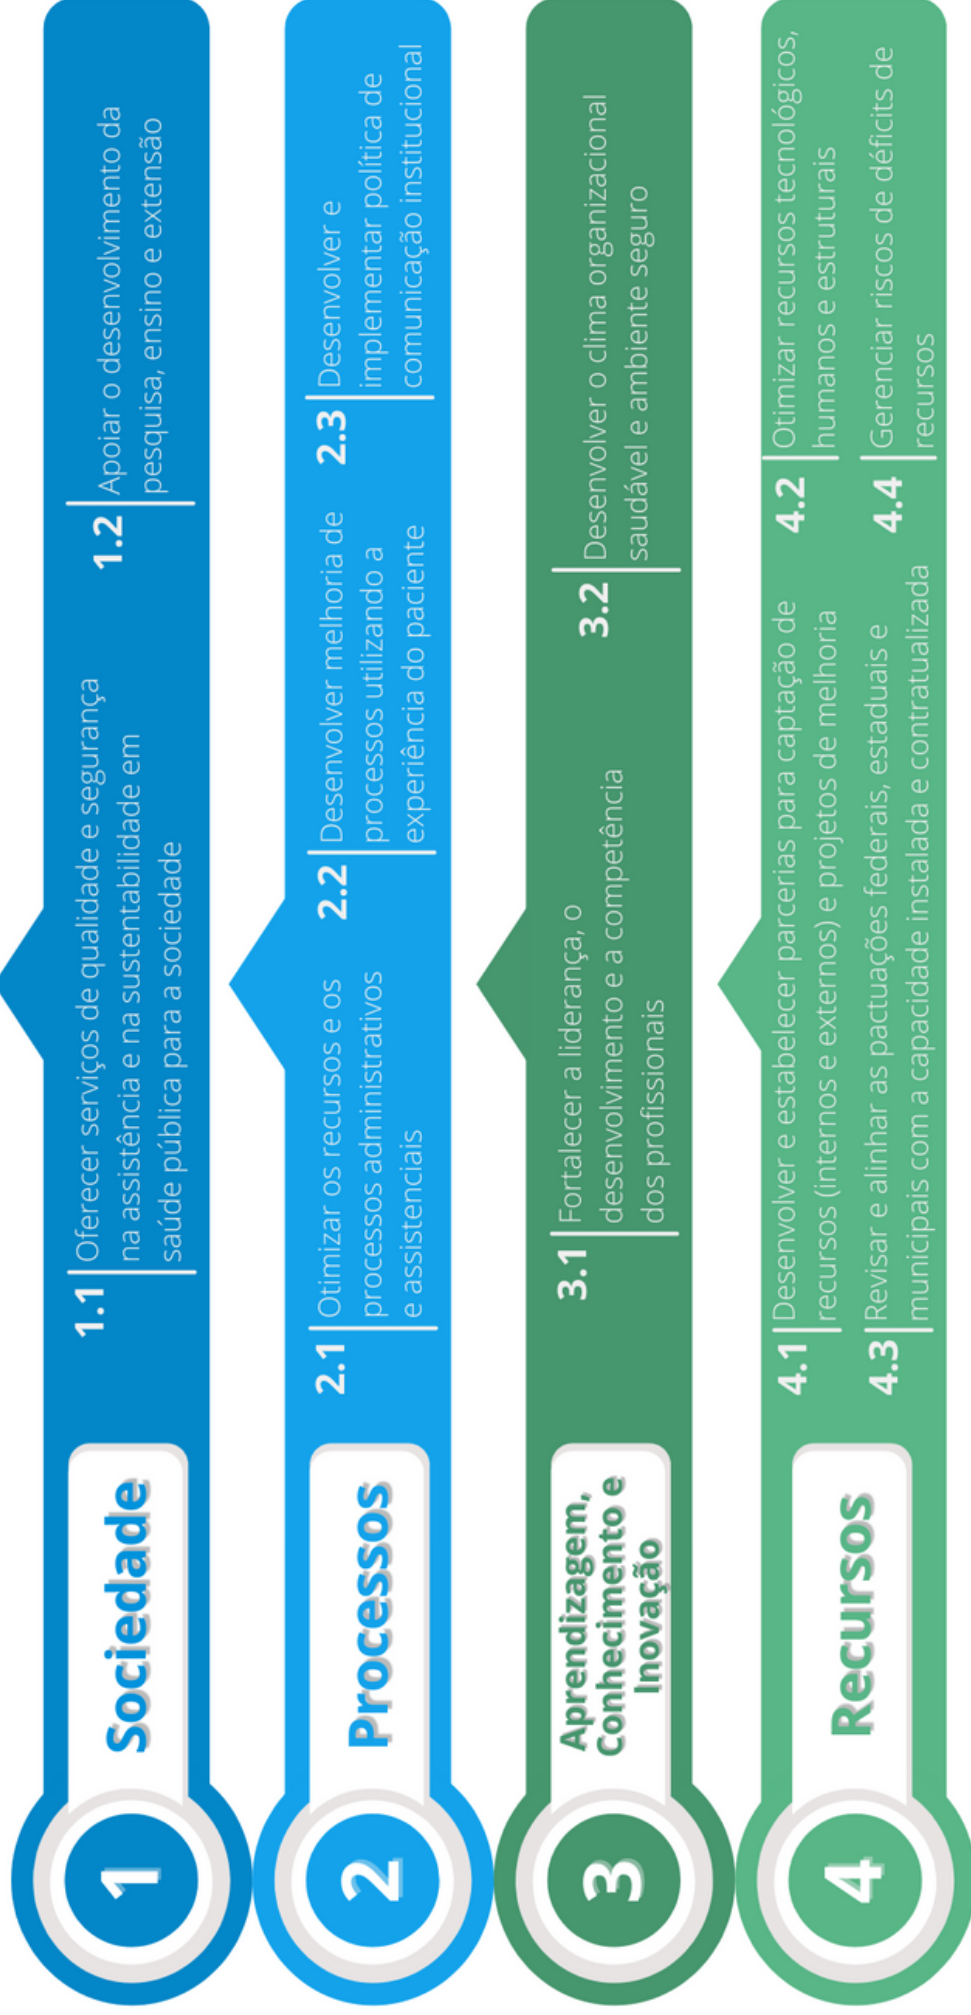 1
Sociedade
1.1
Oferecer serviços de qualidade e segurança
na assistência e na sustentabilidade em
saúde pública para a sociedade
1.2
Apoiar o desenvolvimento da
pesquisa, ensino e extensão
2
Processos
2.1
Otimizar os recursos e os
processos administrativos
e assistenciais
2.2
Desenvolver melhoria de
processos utilizando a
experiência do paciente
2.3
Desenvolver e
implementar política de
comunicação institucional
3
Aprendizagem,
Conhecimento e
Inovação
3.1
Fortalecer a liderança, o
desenvolvimento e a competência
dos profissionais
3.2
Desenvolver o clima organizacional
saudável e ambiente seguro
4
Recursos
4.1
Desenvolver e estabelecer parcerias para captação de
recursos (internos e externos) e projetos de melhoria
4.2
Otimizar recursos tecnológicos,
humanos e estruturais
4.3
Revisar e alinhar as pactuações federais, estaduais e
municipais com a capacidade instalada e contratualizada
4.4
Gerenciar riscos de déficits de
recursos